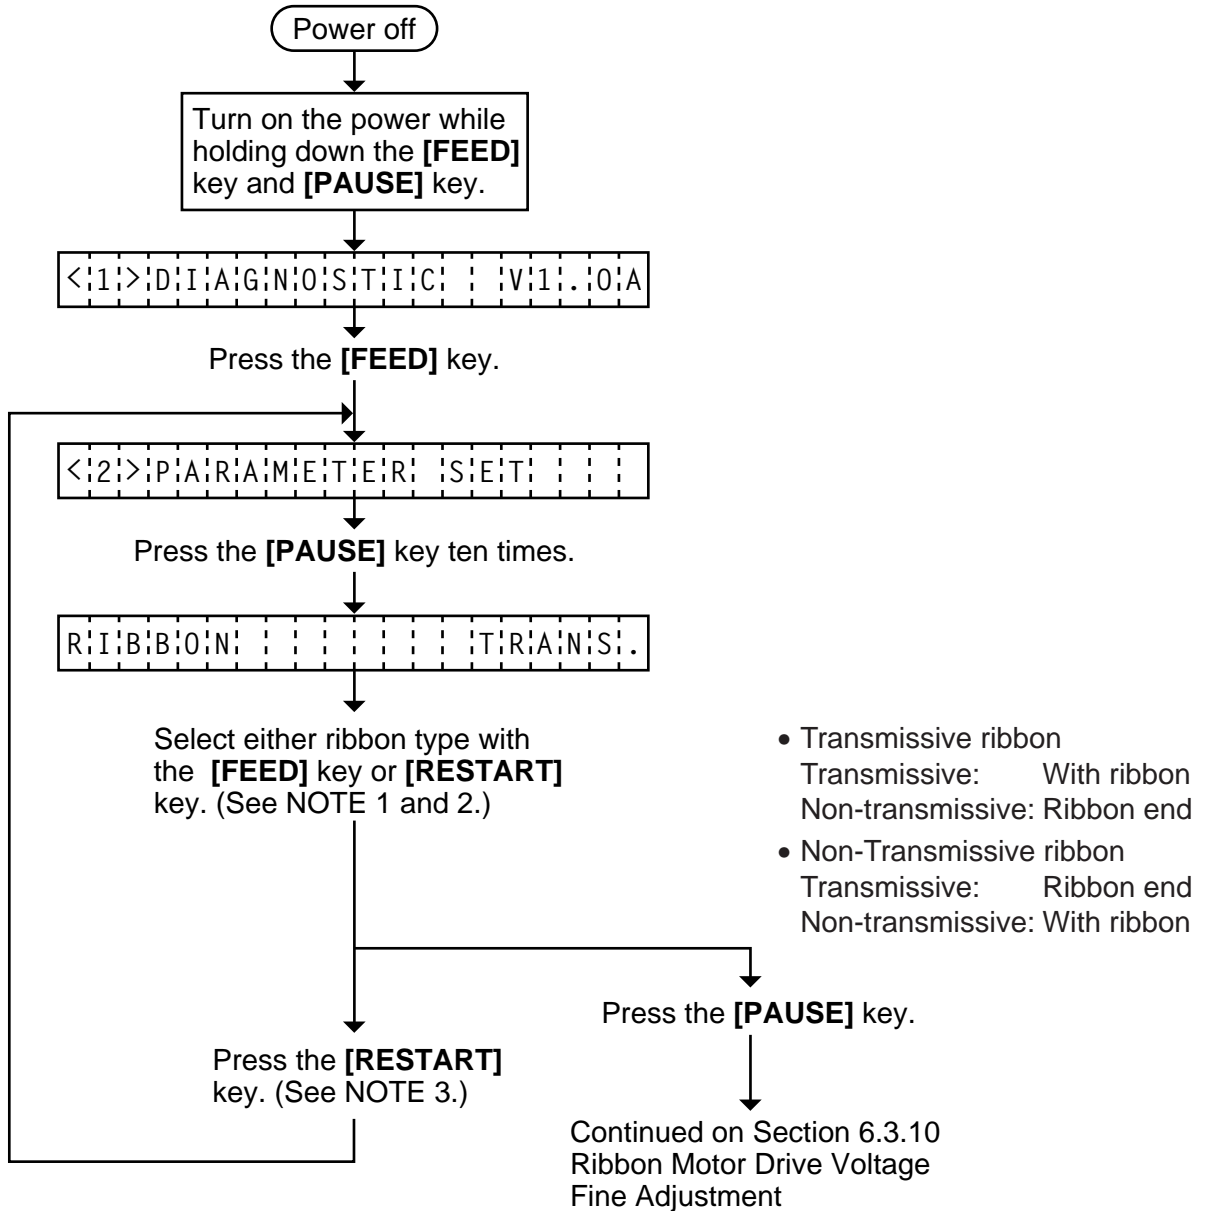 Power off
Turn on the power while
holding down the [FEED]
key and [PAUSE] key.
<1>DIAGNOSTIC  V1.0A
Press the [FEED] key.
<2>PARAMETER SET
Press the [PAUSE] key ten times.
RIBBON        TRANS.
Select either ribbon type with
the [FEED] key or [RESTART]
key. (See NOTE 1 and 2.)
• Transmissive ribbon
Transmissive: With ribbon
Non-transmissive: Ribbon end
• Non-Transmissive ribbon
Transmissive: Ribbon end
Non-transmissive: With ribbon
Press the [PAUSE] key.
Press the [RESTART]
key. (See NOTE 3.)
Continued on Section 6.3.10
Ribbon Motor Drive Voltage
Fine Adjustment